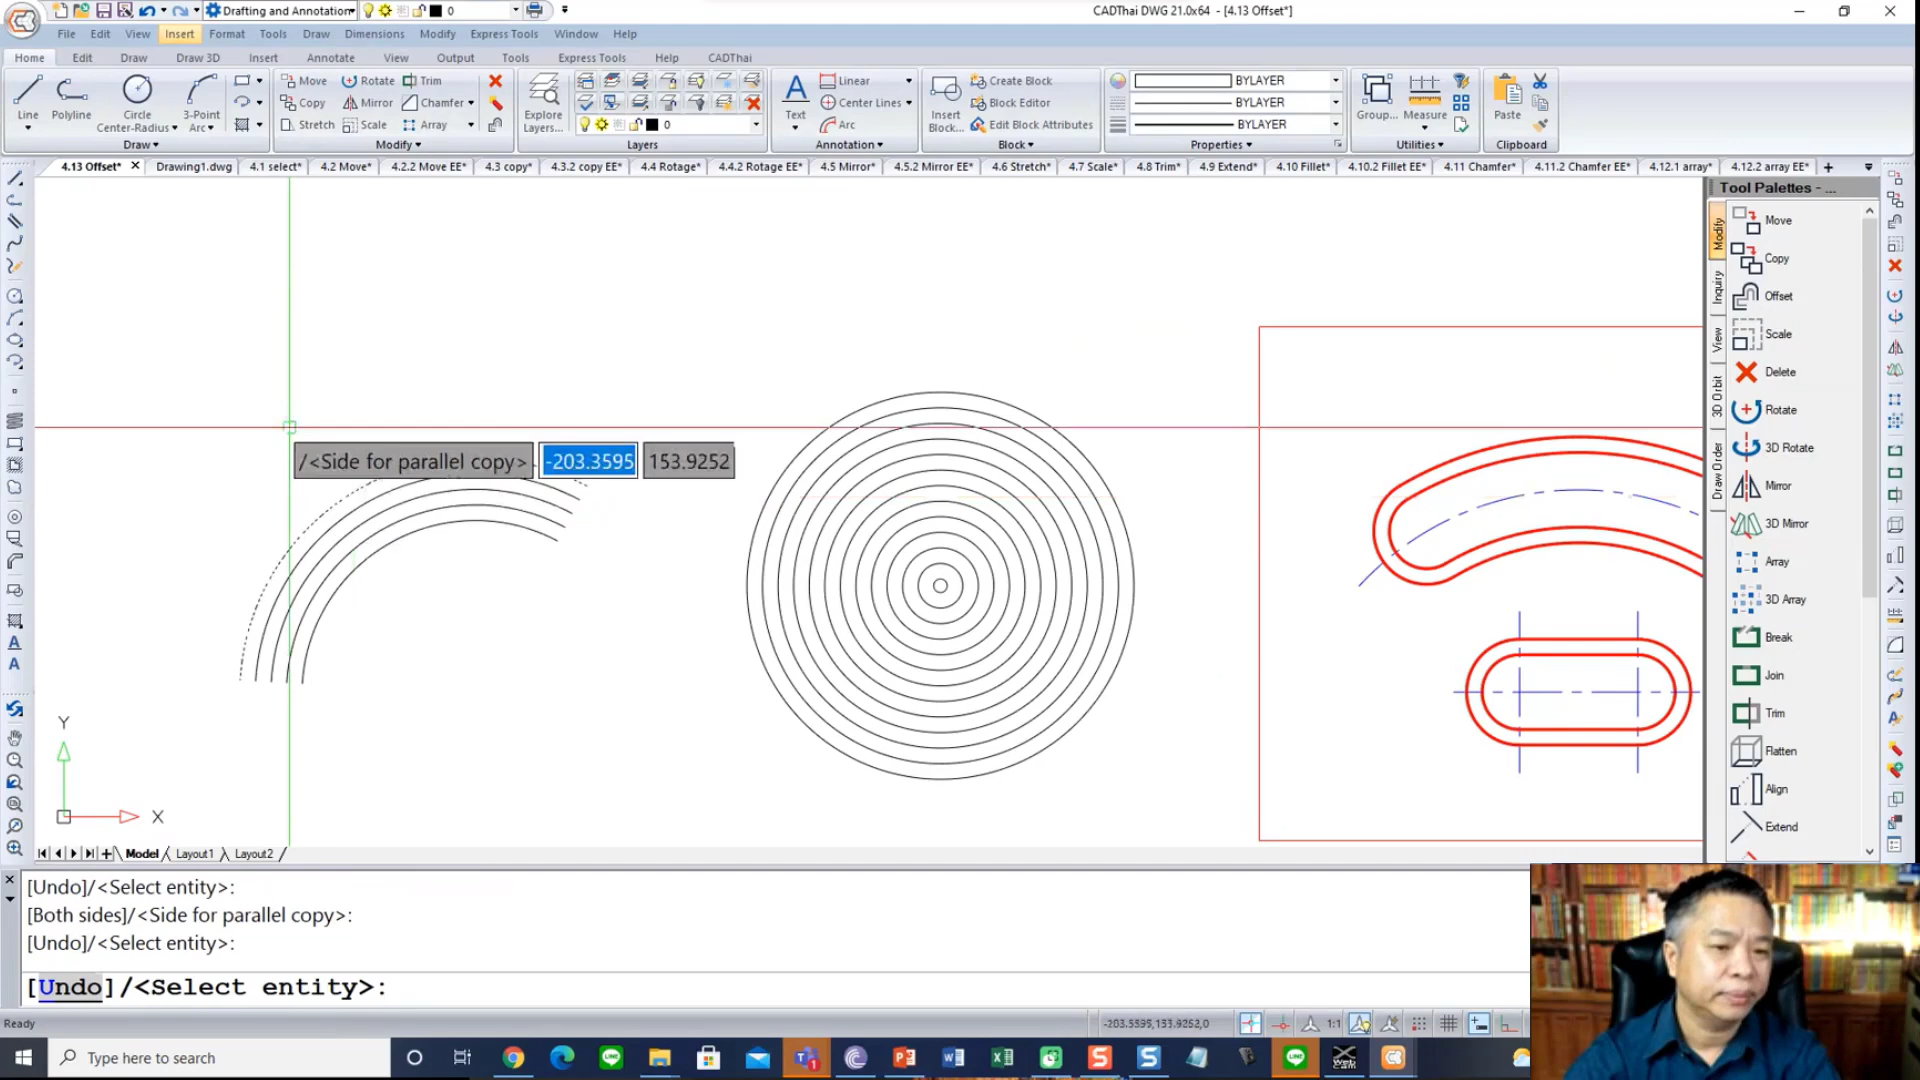 Drafting and Annotation
0
CADThai DWG 21.0x64 - [4.13 Offset*]
File Edit View Insert Format Tools Draw Dimensions Modify Express Tools Window Help
Home Edit Draw Draw 3D Insert Annotate View Output Tools Express Tools Help CADThai
Line
Polyline
Circle
Center-Radius
3-Point
Arc
Draw
Move Rotate Trim
Copy Mirror Chamfer
Stretch Scale Array
Modify
Explore
Layers...
0
Layers
Text
Linear
Center Lines
Arc
Annotation
Insert
Block...
Create Block
Block Editor
Edit Block Attributes
Block
BYLAYER
BYLAYER
BYLAYER
Properties
Group...
Measure
Utilities
Paste
Clipboard
4.13 Offset* Drawing1.dwg 4.1 select* 4.2 Move* 4.2.2 Move EE* 4.3 copy* 4.3.2 copy EE* 4.4 Rotage* 4.4.2 Rotage EE* 4.5 Mirror* 4.5.2 Mirror EE* 4.6 Stretch* 4.7 Scale* 4.8 Trim* 4.9 Extend* 4.10 Fillet* 4.10.2 Fillet EE* 4.11 Chamfer* 4.11.2 Chamfer EE* 4.12.1 array* 4.12.2 array EE*
Tool Palettes - ...
Modify
Inquiry
View
3D Orbit
Draw Order
Move
Copy
Offset
Scale
Delete
Rotate
3D Rotate
Mirror
3D Mirror
Array
3D Array
Break
Join
Trim
Flatten
Align
Extend
/<Side for parallel copy> -203.3595 153.9252
Y
X
Model Layout1 Layout2
[Undo]/<Select entity>:
[Both sides]/<Side for parallel copy>:
[Undo]/<Select entity>:
[Undo]/<Select entity>:
Ready
-203.3595,153.9252,0
1:1
Type here to search